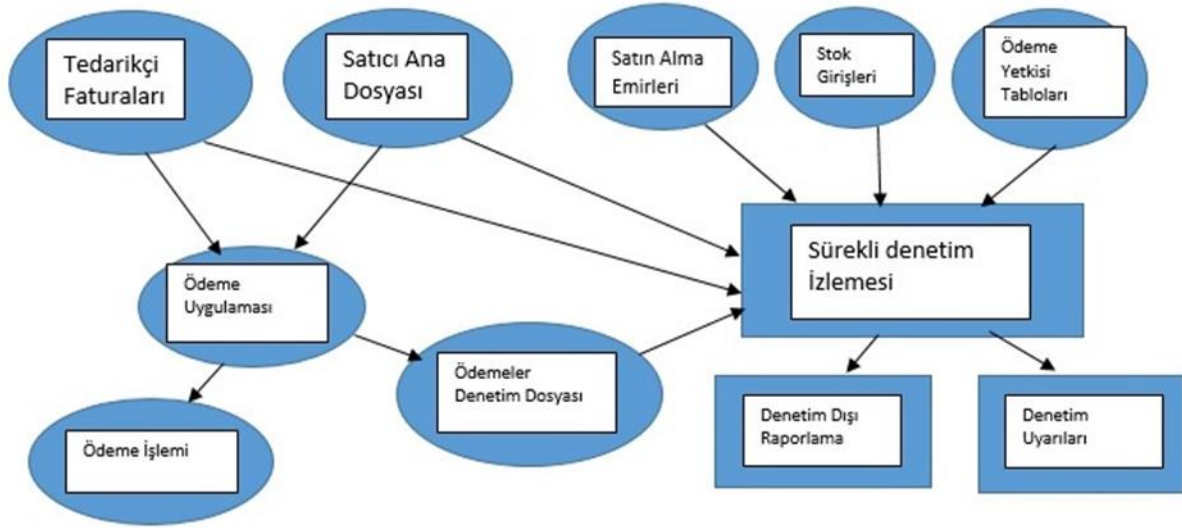 Tedarikçi
Faturaları
Satıcı Ana
Dosyası
Satın Alma
Emirleri
Stok
Girişleri
Ödeme
Yetkisi
Tabloları
Sürekli denetim
İzlemesi
Ödeme
Uygulaması
Ödemeler
Denetim Dosyası
Ödeme İşlemi
Denetim Dışı
Raporlama
Denetim
Uyarıları